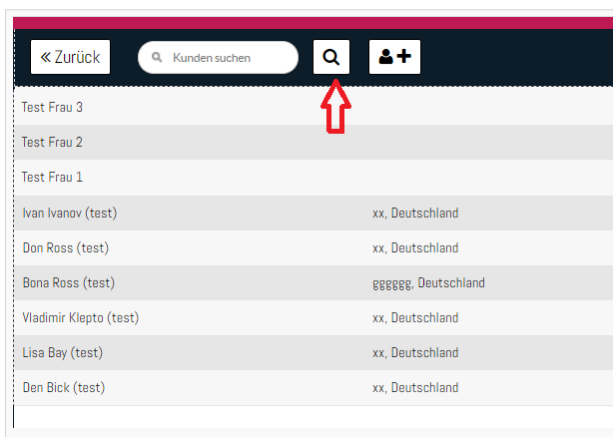 « Zurück
Kunden suchen
Test Frau 3
Test Frau 2
Test Frau 1
Ivan Ivanov (test) xx, Deutschland
Don Ross (test) xx, Deutschland
Bona Ross (test) gggggg, Deutschland
Vladimir Klepto (test) xx, Deutschland
Lisa Bay (test) xx, Deutschland
Den Bick (test) xx, Deutschland